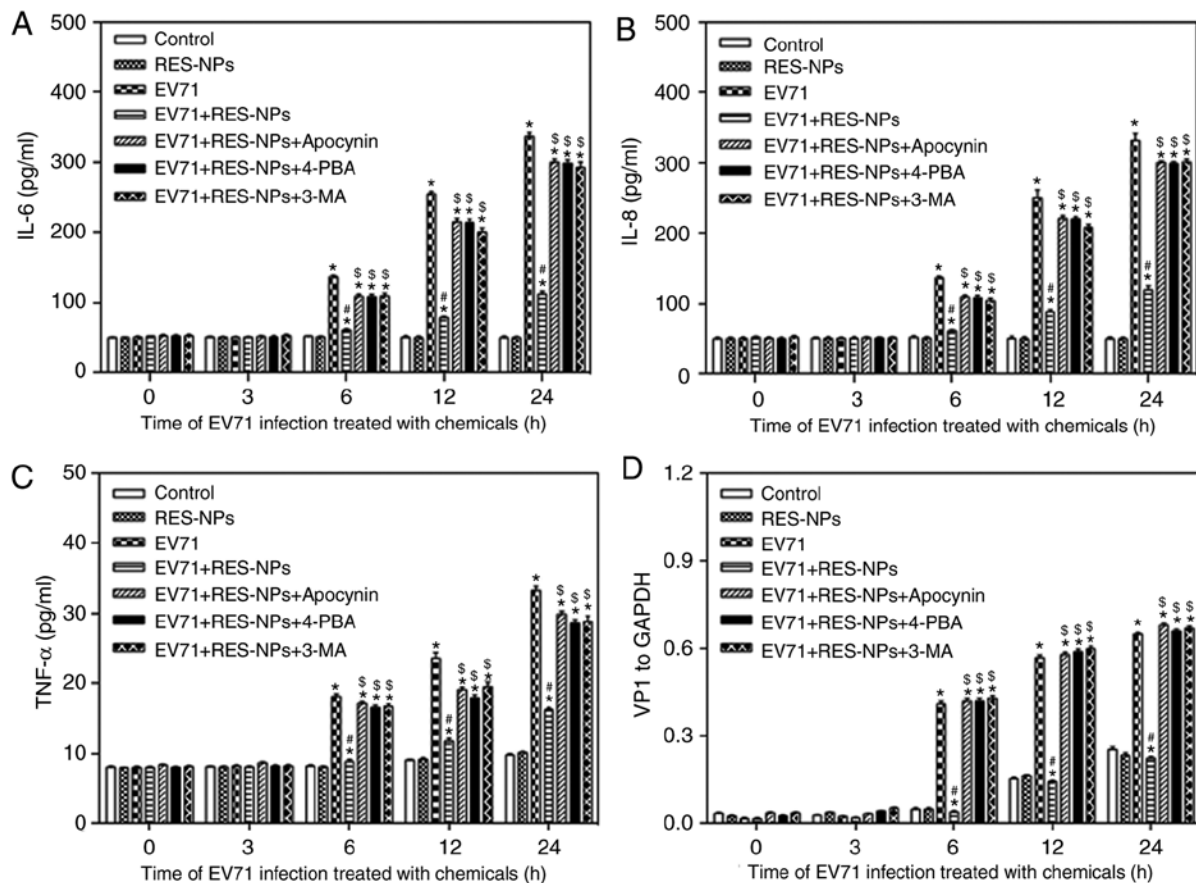 A
500
400
300
200
100
0
IL-6 (pg/ml)
Control
RES-NPs
EV71
EV71+RES-NPs
EV71+RES-NPs+Apocynin
EV71+RES-NPs+4-PBA
EV71+RES-NPs+3-MA
*
#
*
$ $ $
* * *
*
#
*
$ $ $
* * *
*
#
*
$ $ $
* * *
0 3 6 12 24
Time of EV71 infection treated with chemicals (h)
B
500
400
300
200
100
0
IL-8 (pg/ml)
Control
RES-NPs
EV71
EV71+RES-NPs
EV71+RES-NPs+Apocynin
EV71+RES-NPs+4-PBA
EV71+RES-NPs+3-MA
*
#
*
$ $ $
* * *
*
#
*
$ $ $
* * *
*
#
*
$ $ $
* * *
0 3 6 12 24
Time of EV71 infection treated with chemicals (h)
C
50
40
30
20
10
0
TNF-α (pg/ml)
Control
RES-NPs
EV71
EV71+RES-NPs
EV71+RES-NPs+Apocynin
EV71+RES-NPs+4-PBA
EV71+RES-NPs+3-MA
*
#
*
$ $ $
* * *
*
#
*
$ $ $
* * *
*
#
*
$ $ $
* * *
0 3 6 12 24
Time of EV71 infection treated with chemicals (h)
D
1.2
0.9
0.6
0.3
0.0
VP1 to GAPDH
Control
RES-NPs
EV71
EV71+RES-NPs
EV71+RES-NPs+Apocynin
EV71+RES-NPs+4-PBA
EV71+RES-NPs+3-MA
*
#
*
$ $ $
* * *
*
#
*
$ $ $
* * *
*
#
*
$ $ $
* * *
0 3 6 12 24
Time of EV71 infection treated with chemicals (h)